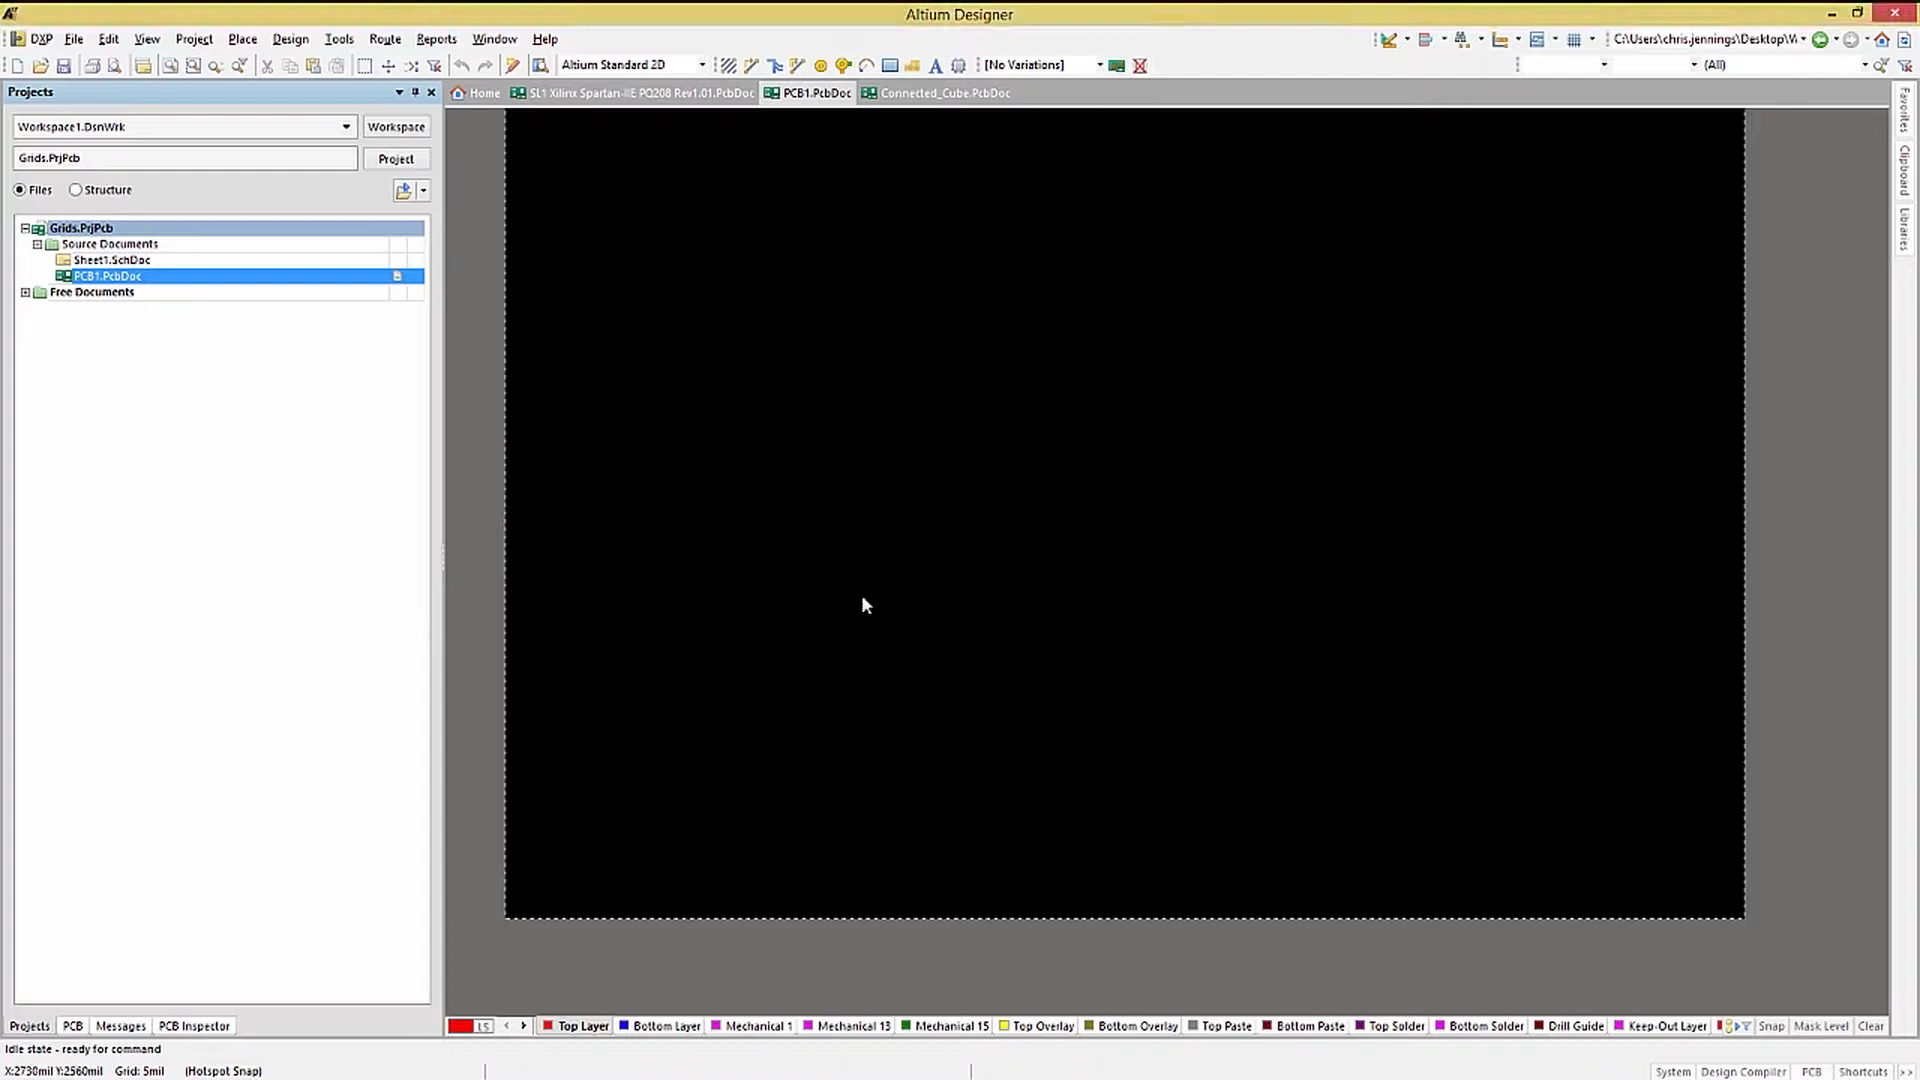 Altium Designer
DXP File Edit View Project Place Design Tools Route Reports Window Help
C:\Users\chris.jennings\Desktop\V
Altium Standard 2D
[No Variations]
(All)
Projects
Home
SL1 Xilinx Spartan-IIE PQ208 Rev1.01.PcbDoc
PCB1.PcbDoc
Connected_Cube.PcbDoc
Workspace1.DsnWrk
Workspace
Grids.PrjPcb
Project
Files
Structure
Grids.PrjPcb
Source Documents
Sheet1.SchDoc
PCB1.PcbDoc
Free Documents
Favorites
Clipboard
Libraries
Projects PCB Messages PCB Inspector
LS Top Layer Bottom Layer Mechanical 1 Mechanical 13 Mechanical 15 Top Overlay Bottom Overlay Top Paste Bottom Paste Top Solder Bottom Solder Drill Guide Keep-Out Layer Snap Mask Level Clear
Idle state - ready for command
X:2730mil Y:2560mil Grid: 5mil (Hotspot Snap)
System Design Compiler PCB Shortcuts >>